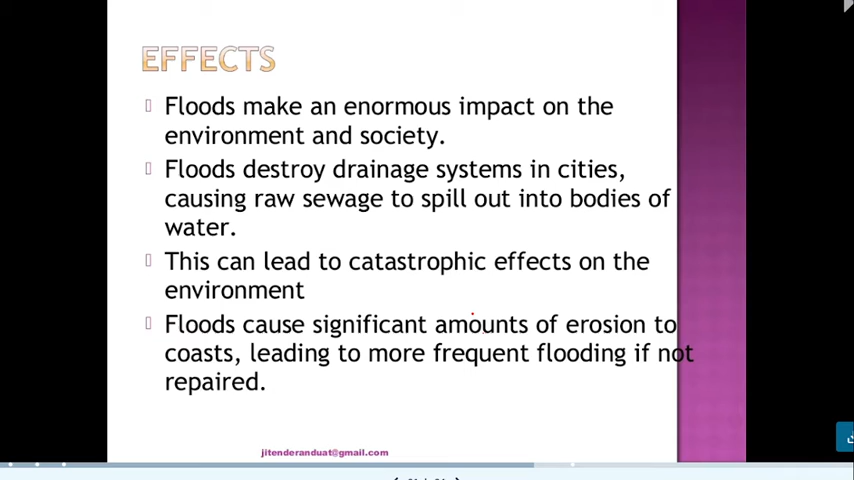 EFFECTS
Floods make an enormous impact on the
environment and society.
Floods destroy drainage systems in cities,
causing raw sewage to spill out into bodies of
water.
This can lead to catastrophic effects on the
environment
Floods cause significant amounts of erosion to
coasts, leading to more frequent flooding if not
repaired.
jitenderanduat@gmail.com